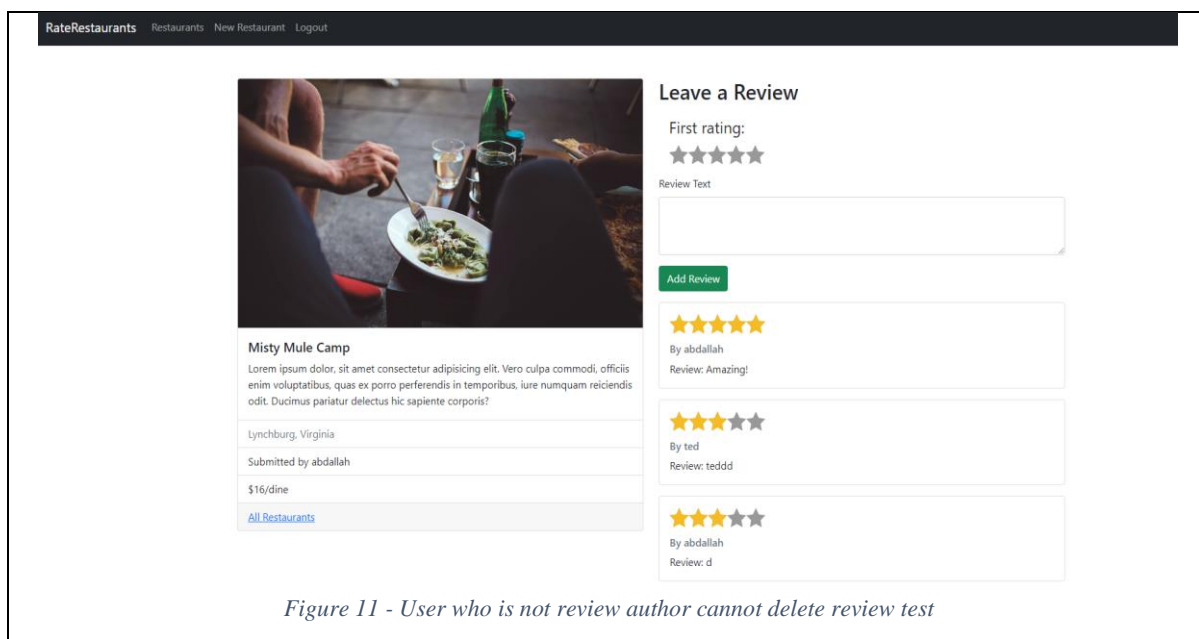 RateRestaurants Restaurants New Restaurant Logout
Misty Mule Camp
Lorem ipsum dolor, sit amet consectetur adipisicing elit. Vero culpa commodi, officiis
enim voluptatibus, quas ex porro perferendis in temporibus, iure numquam reiciendis
odit. Ducimus pariatur delectus hic sapiente corporis?
Lynchburg, Virginia
Submitted by abdallah
$16/dine
All Restaurants
Leave a Review
First rating:
Review Text
Add Review
By abdallah
Review: Amazing!
By ted
Review: teddd
By abdallah
Review: d
Figure 11 - User who is not review author cannot delete review test